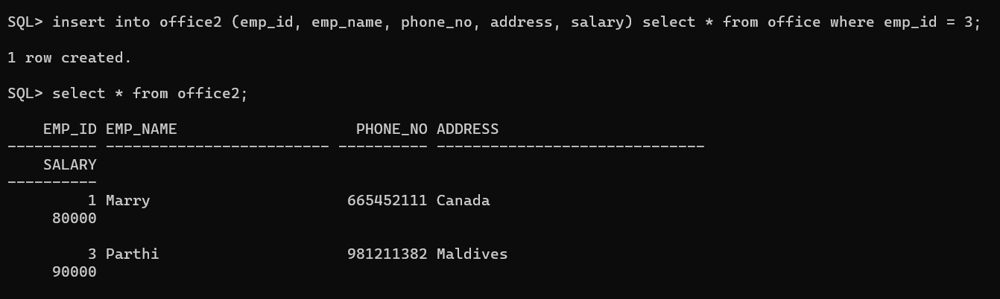 SQL> insert into office2 (emp_id, emp_name, phone_no, address, salary) select * from office where emp_id = 3;
1 row created.
SQL> select * from office2;
    EMP_ID EMP_NAME                    PHONE_NO ADDRESS
---------- ------------------------- ---------- ------------------------------
    SALARY
----------
         1 Marry                      665452111 Canada
     80000
         3 Parthi                     981211382 Maldives
     90000